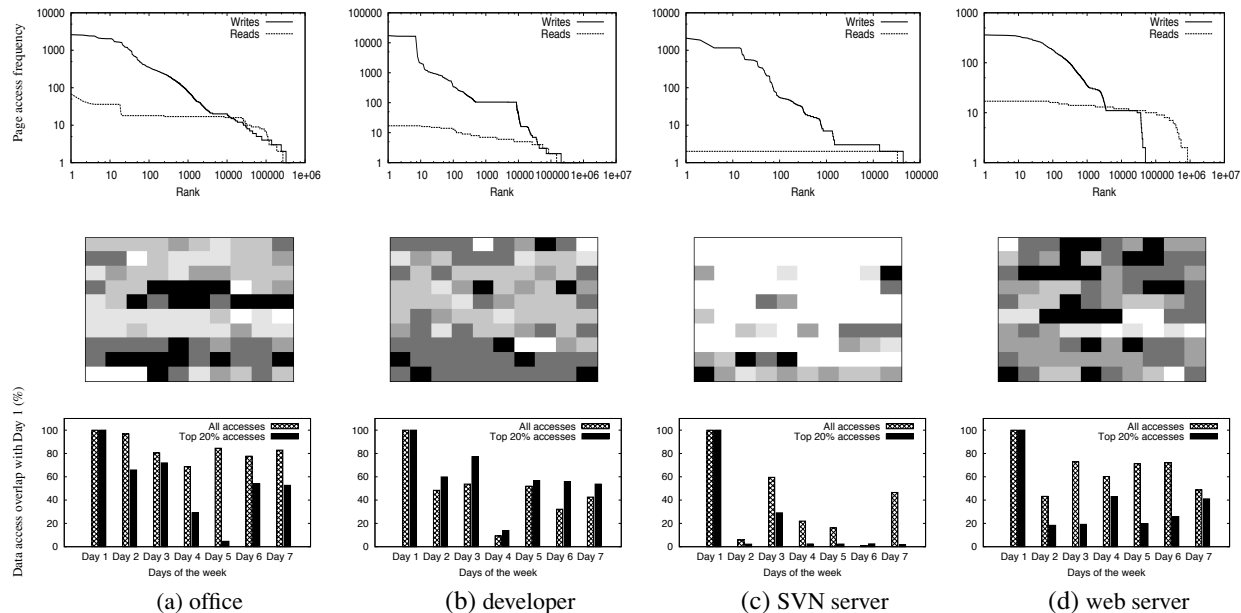 Page access frequency
10000
1000
100
10
1
1 10 100 1000 10000 100000 1e+06
Rank
Writes
Reads
10000
1000
100
10
1
1 10 100 1000 10000 100000 1e+06 1e+07
Rank
Writes
Reads
10000
1000
100
10
1
1 10 100 1000 10000 100000
Rank
Writes
Reads
1000
100
10
1
1 10 100 1000 10000 100000 1e+06 1e+07
Rank
Writes
Reads
Data access overlap with Day 1 (%)
100
80
60
40
20
0
All accesses
Top 20% accesses
Day 1 Day 2 Day 3 Day 4 Day 5 Day 6 Day 7
Days of the week
100
80
60
40
20
0
All accesses
Top 20% accesses
Day 1 Day 2 Day 3 Day 4 Day 5 Day 6 Day 7
Days of the week
100
80
60
40
20
0
All accesses
Top 20% accesses
Day 1 Day 2 Day 3 Day 4 Day 5 Day 6 Day 7
Days of the week
100
80
60
40
20
0
All accesses
Top 20% accesses
Day 1 Day 2 Day 3 Day 4 Day 5 Day 6 Day 7
Days of the week
(a) office
(b) developer
(c) SVN server
(d) web server